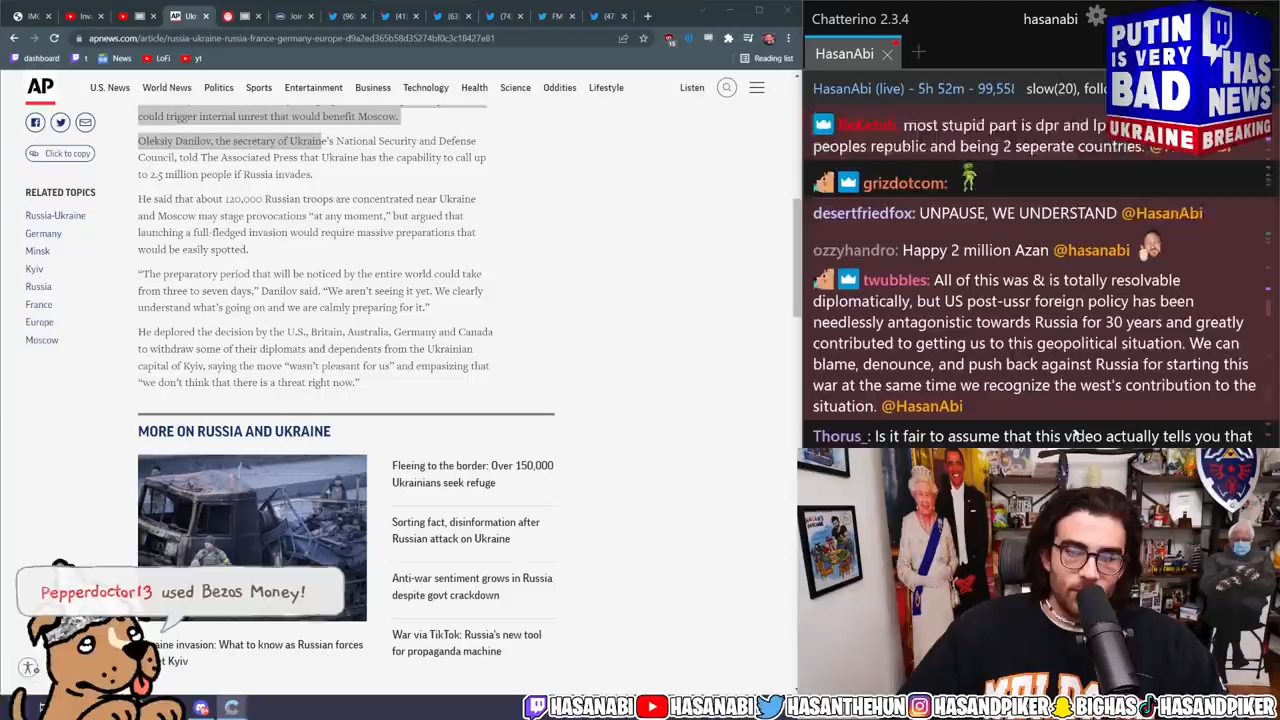 Inv
Ukr
Join
(96)
(41)
(63)
(74)
FM
(47)
apnews.com/article/russia-ukraine-russia-france-germany-europe-d9a2ed365b58d35274bf0c3c18427e81
dashboard
t
News
LoFi
yt
Reading list
AP
U.S. News
World News
Politics
Sports
Entertainment
Business
Technology
Health
Science
Oddities
Lifestyle
Listen
Click to copy
RELATED TOPICS
Russia-Ukraine
Germany
Minsk
Kyiv
Russia
France
Europe
Moscow
could trigger internal unrest that would benefit Moscow.
Oleksiy Danilov, the secretary of Ukraine's National Security and Defense
Council, told The Associated Press that Ukraine has the capability to call up
to 2.5 million people if Russia invades.
He said that about 120,000 Russian troops are concentrated near Ukraine
and Moscow may stage provocations "at any moment," but argued that
launching a full-fledged invasion would require massive preparations that
would be easily spotted.
"The preparatory period that will be noticed by the entire world could take
from three to seven days," Danilov said. "We aren't seeing it yet. We clearly
understand what's going on and we are calmly preparing for it."
He deplored the decision by the U.S., Britain, Australia, Germany and Canada
to withdraw some of their diplomats and dependents from the Ukrainian
capital of Kyiv, saying the move "wasn't pleasant for us" and empasizing that
"we don't think that there is a threat right now."
MORE ON RUSSIA AND UKRAINE
Fleeing to the border: Over 150,000
Ukrainians seek refuge
Sorting fact, disinformation after
Russian attack on Ukraine
Anti-war sentiment grows in Russia
despite govt crackdown
War via TikTok: Russia's new tool
for propaganda machine
raine invasion: What to know as Russian forces
et Kyiv
Pepperdoctor13 used Bezos Money!
Chatterino 2.3.4
hasanabi
HasanAbi
HasanAbi (live) - 5h 52m - 99,558
slow(20), follo
most stupid part is dpr and lp
peoples republic and being 2 seperate countries.
grizdotcom:
desertfriedfox: UNPAUSE, WE UNDERSTAND @HasanAbi
ozzyhandro: Happy 2 million Azan @hasanabi
twubbles: All of this was & is totally resolvable
diplomatically, but US post-ussr foreign policy has been
needlessly antagonistic towards Russia for 30 years and greatly
contributed to getting us to this geopolitical situation. We can
blame, denounce, and push back against Russia for starting this
war at the same time we recognize the west's contribution to the
situation. @HasanAbi
Thorus_: Is it fair to assume that this video actually tells you that
PUTIN
IS VERY
BAD
HAS
NEWS
UKRAINE BREAKING
HASANABI
HASANABI
HASANTHEHUN
HASANDPIKER
BIGHAS
HASANDPIKER